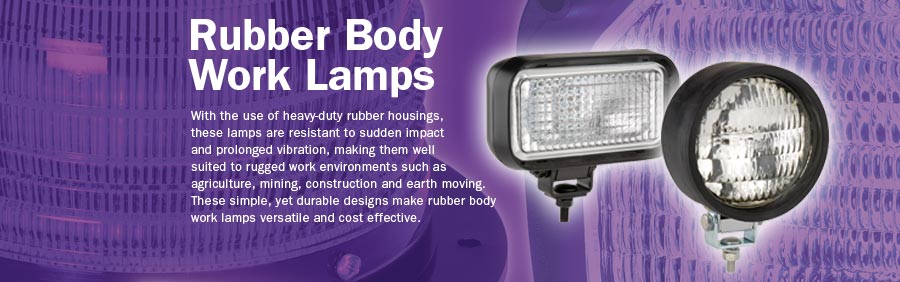 Rubber Body
Work Lamps
With the use of heavy-duty rubber housings,
these lamps are resistant to sudden impact
and prolonged vibration, making them well
suited to rugged work environments such as
agriculture, mining, construction and earth moving.
These simple, yet durable designs make rubber body
work lamps versatile and cost effective.